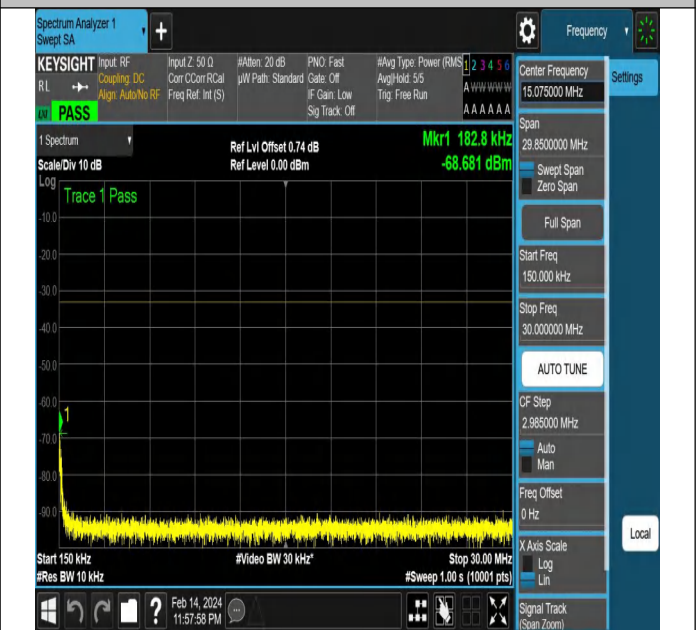 Spectrum Analyzer 1
Swept SA
+
Frequency
KEYSIGHT
RL
PASS
Input: RF
Coupling: DC
Align: Auto/No RF
Input Z: 50 Ω
Corr CCorr RCal
Freq Ref: Int (S)
#Atten: 20 dB
µW Path: Standard
PNO: Fast
Gate: Off
IF Gain: Low
Sig Track: Off
#Avg Type: Power (RMS
Avg|Hold: 5/5
Trig: Free Run
1 2 3 4 5 6
A W W W W W
A A A A A A
1 Spectrum
Scale/Div 10 dB
Ref Lvl Offset 0.74 dB
Ref Level 0.00 dBm
Mkr1 182.8 kHz
-68.681 dBm
Log
Trace 1 Pass
-10.0
-20.0
-30.0
-40.0
-50.0
-60.0
-70.0
-80.0
-90.0
1
Start 150 kHz
#Res BW 10 kHz
#Video BW 30 kHz*
Stop 30.00 MHz
#Sweep 1.00 s (10001 pts)
?
Feb 14, 2024
11:57:58 PM
Center Frequency
15.075000 MHz
Settings
Span
29.8500000 MHz
Swept Span
Zero Span
Full Span
Start Freq
150.000 kHz
Stop Freq
30.000000 MHz
AUTO TUNE
CF Step
2.985000 MHz
Auto
Man
Freq Offset
0 Hz
Local
X Axis Scale
Log
Lin
Signal Track
(Span Zoom)